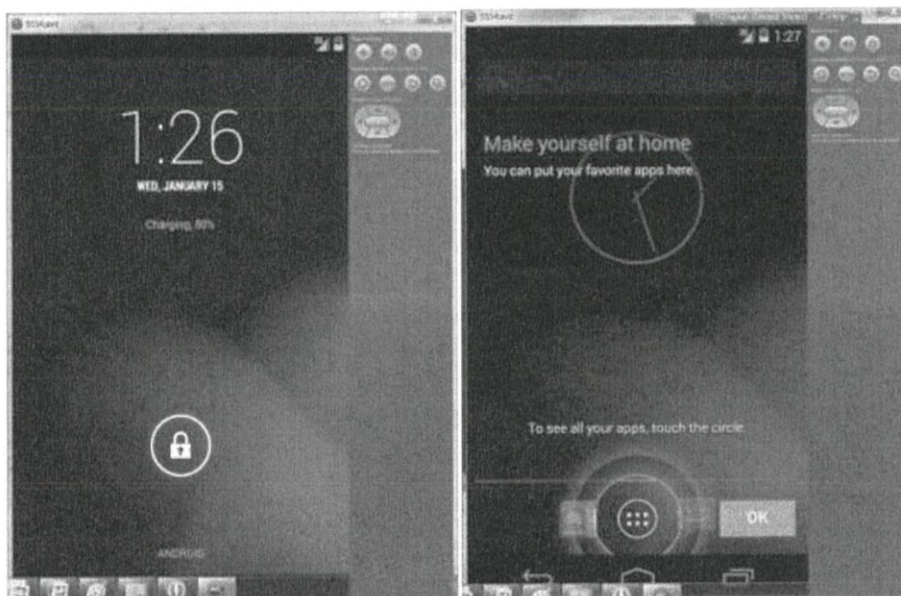 1:26
WED, JANUARY 15
Charging, 50%
ANDROID
1:27
Make yourself at home
You can put your favorite apps here.
To see all your apps, touch the circle.
OK